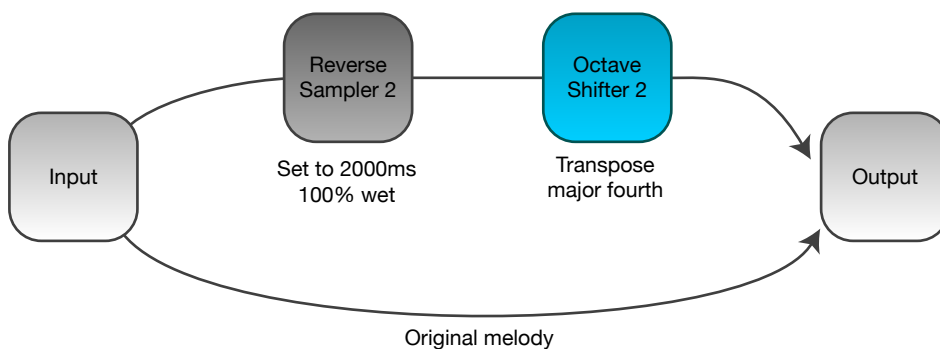 Reverse
Sampler 2
Octave
Shifter 2
Input
Set to 2000ms
100% wet
Transpose
major fourth
Output
Original melody